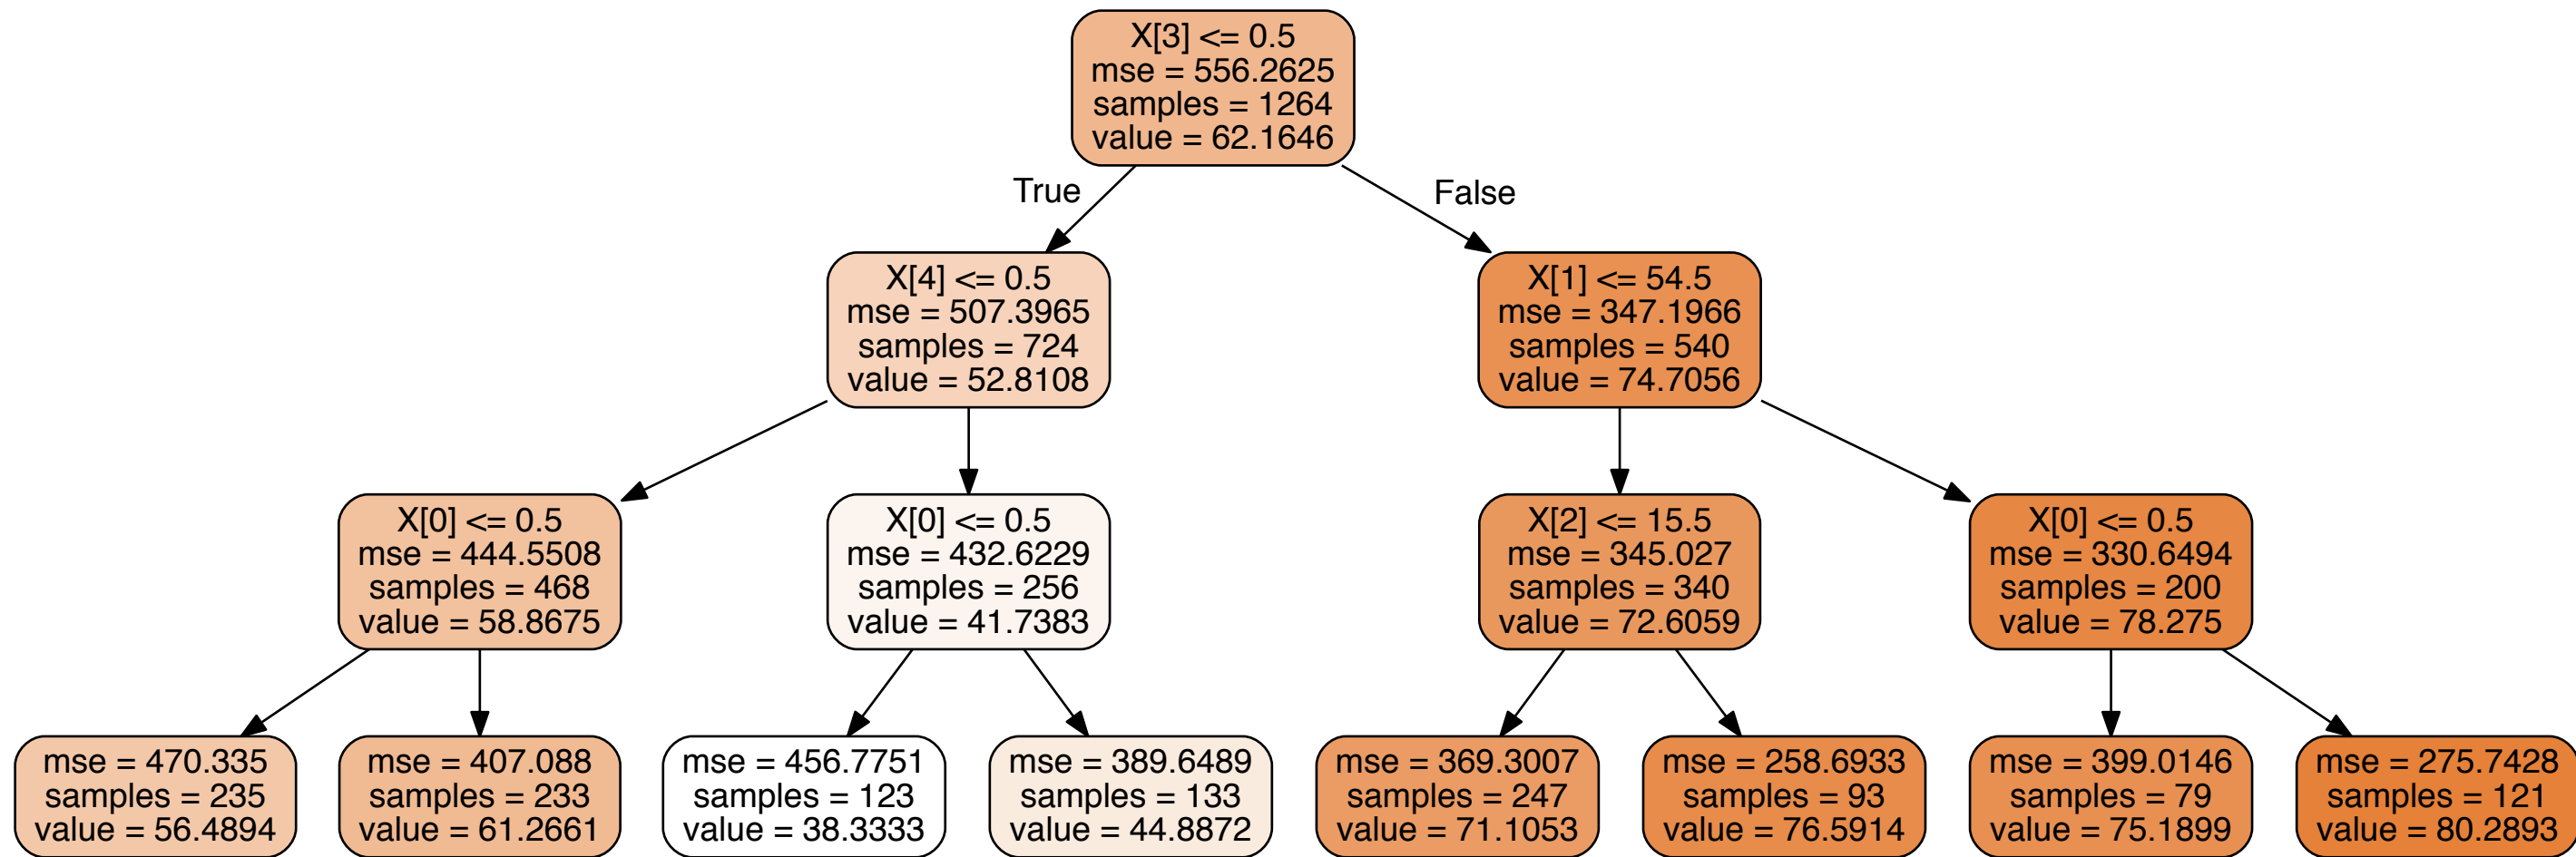 X[3] <= 0.5
mse = 556.2625
samples = 1264
value = 62.1646
True
False
X[4] <= 0.5
mse = 507.3965
samples = 724
value = 52.8108
X[1] <= 54.5
mse = 347.1966
samples = 540
value = 74.7056
X[0] <= 0.5
mse = 444.5508
samples = 468
value = 58.8675
X[0] <= 0.5
mse = 432.6229
samples = 256
value = 41.7383
X[2] <= 15.5
mse = 345.027
samples = 340
value = 72.6059
X[0] <= 0.5
mse = 330.6494
samples = 200
value = 78.275
mse = 470.335
samples = 235
value = 56.4894
mse = 407.088
samples = 233
value = 61.2661
mse = 456.7751
samples = 123
value = 38.3333
mse = 389.6489
samples = 133
value = 44.8872
mse = 369.3007
samples = 247
value = 71.1053
mse = 258.6933
samples = 93
value = 76.5914
mse = 399.0146
samples = 79
value = 75.1899
mse = 275.7428
samples = 121
value = 80.2893